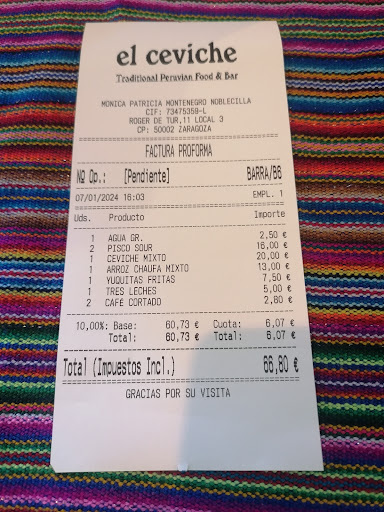 el ceviche
Traditional Peruvian Food & Bar
MONICA PATRICIA MONTENEGRO NOBLECILLA
CIF: 73475359-L
ROGER DE TUR,11 LOCAL 3
CP: 50002 ZARAGOZA
FACTURA PROFORMA
Nº Op.: [Pendiente] BARRA/B6
07/01/2024 16:03 EMPL. 1
Uds. Producto Importe
1 AGUA GR. 2,50 €
2 PISCO SOUR 16,00 €
1 CEVICHE MIXTO 20,00 €
1 ARROZ CHAUFA MIXTO 13,00 €
1 YUQUITAS FRITAS 7,50 €
1 TRES LECHES 5,00 €
2 CAFÉ CORTADO 2,80 €
10,00%: Base: 60,73 € Cuota: 6,07 €
Total: 60,73 € Total: 6,07 €
Total (Impuestos Incl.) 66,80 €
GRACIAS POR SU VISITA